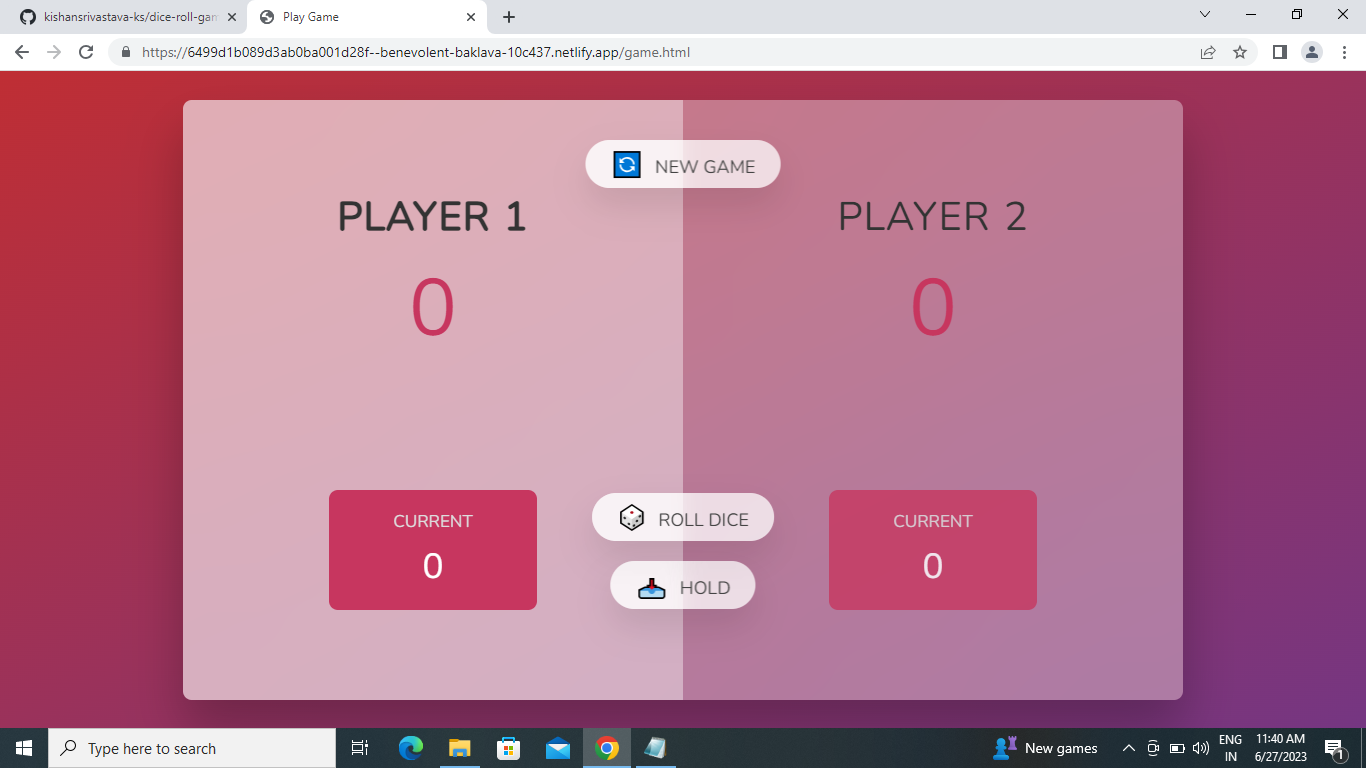 kishansrivastava-ks/dice-roll-gam
Play Game
https://6499d1b089d3ab0ba001d28f--benevolent-baklava-10c437.netlify.app/game.html
NEW GAME
PLAYER 1
PLAYER 2
0
0
CURRENT
0
ROLL DICE
HOLD
CURRENT
0
Type here to search
New games
ENG
IN
11:40 AM
6/27/2023
1